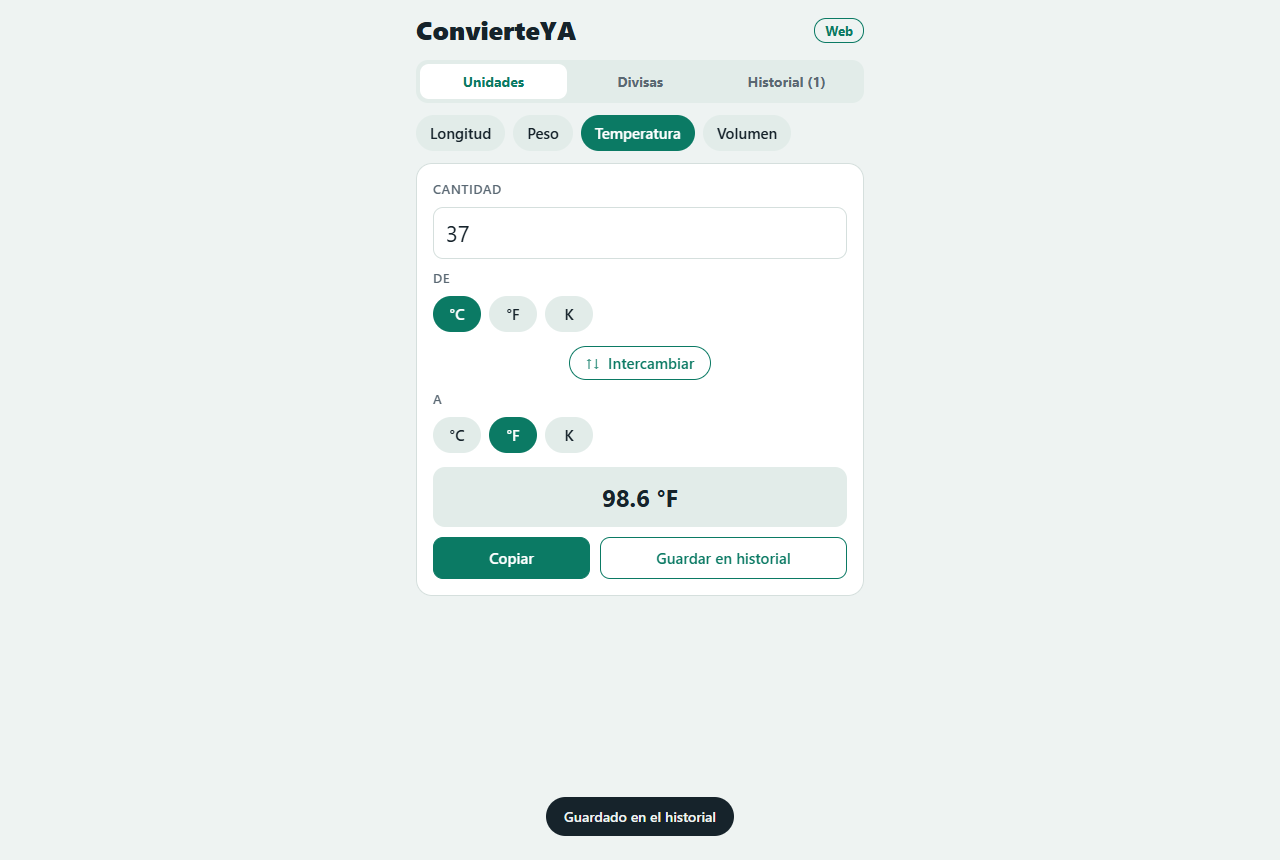 ConvierteYA
Web
Unidades Divisas Historial (1)
Longitud Peso Temperatura Volumen
CANTIDAD
37
DE
°C °F K
↑↓ Intercambiar
A
°C °F K
98.6 °F
Copiar Guardar en historial
Guardado en el historial